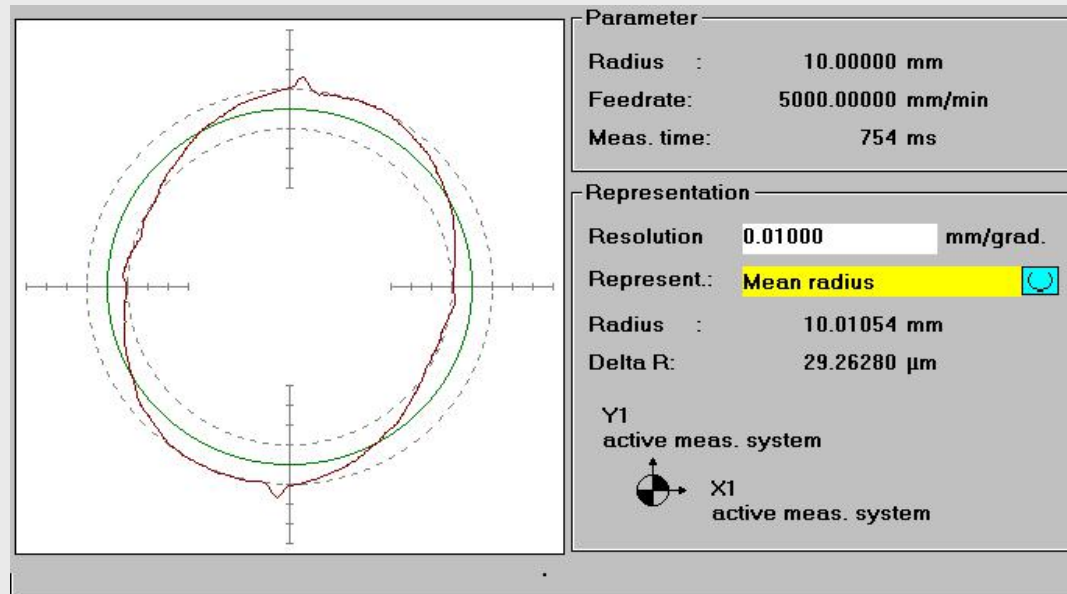 Parameter
Radius : 10.00000 mm
Feedrate: 5000.00000 mm/min
Meas. time: 754 ms
Representation
Resolution 0.01000 mm/grad.
Represent.: Mean radius
Radius : 10.01054 mm
Delta R: 29.26280 µm
Y1
active meas. system
X1
active meas. system